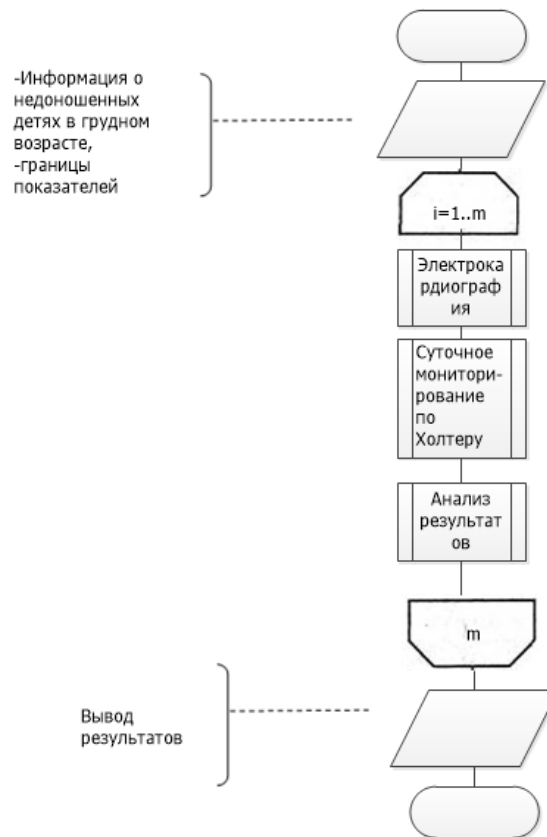 -Информация о
недоношенных
детях в грудном
возрасте,
-границы
показателей
i=1..m
Электрока
рдиограф
ия
Суточное
монитори-
рование
по
Холтеру
Анализ
результат
ов
m
Вывод
результатов